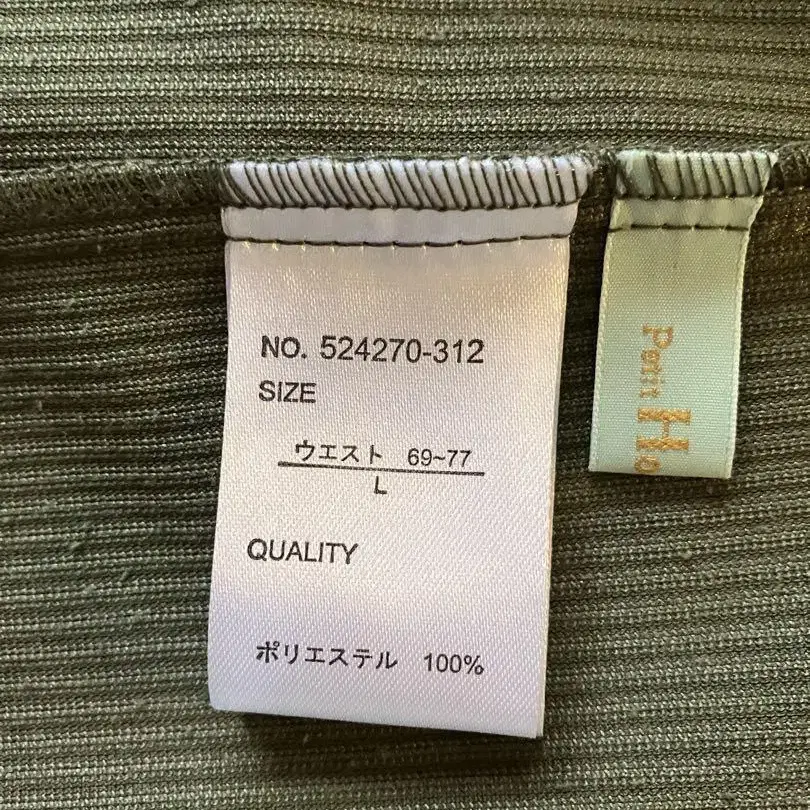 NO. 524270-312
SIZE
ウエスト 69~77
L
QUALITY
ポリエステル 100%
Petit
Ho